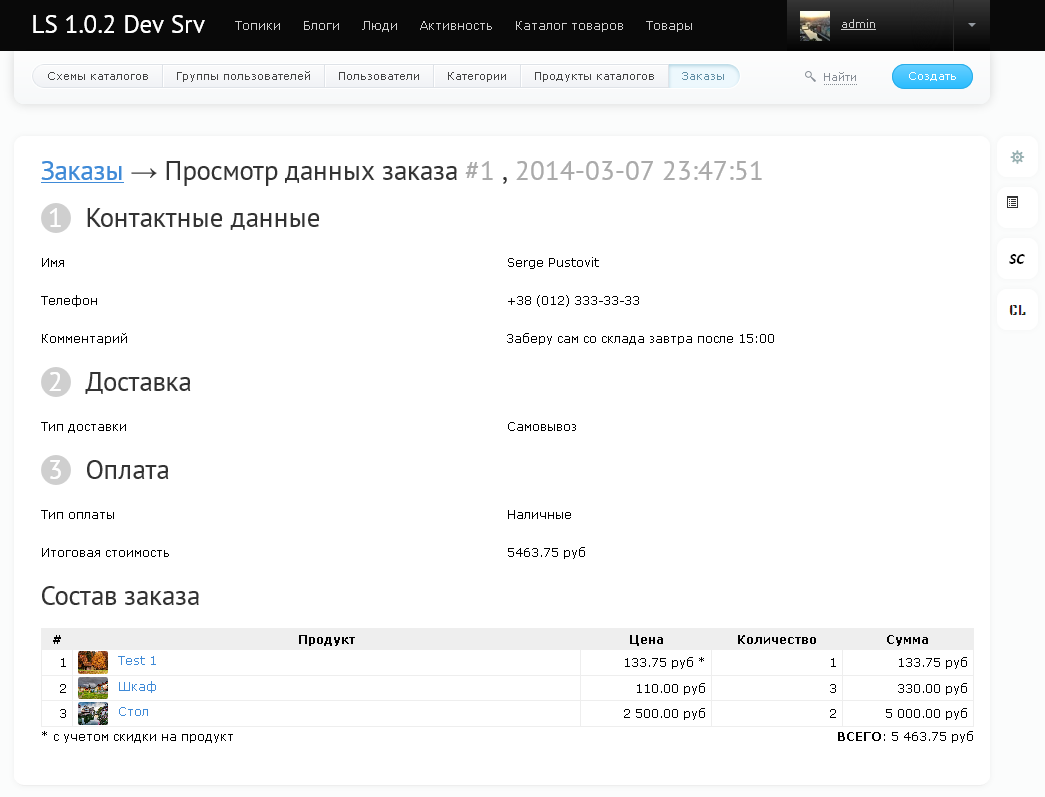 LS 1.0.2 Dev Srv Топики Блоги Люди Активность Каталог товаров Товары admin
Схемы каталогов Группы пользователей Пользователи Категории Продукты каталогов Заказы Найти Создать
Заказы → Просмотр данных заказа #1 , 2014-03-07 23:47:51
1 Контактные данные
Имя Serge Pustovit
Телефон +38 (012) 333-33-33
SC
CL
Комментарий Заберу сам со склада завтра после 15:00
2 Доставка
Тип доставки Самовывоз
3 Оплата
Тип оплаты Наличные
Итоговая стоимость 5463.75 руб
Состав заказа
# Продукт Цена Количество Сумма
1 Test 1 133.75 руб * 1 133.75 руб
2 Шкаф 110.00 руб 3 330.00 руб
3 Стол 2 500.00 руб 2 5 000.00 руб
* с учетом скидки на продукт ВСЕГО: 5 463.75 руб